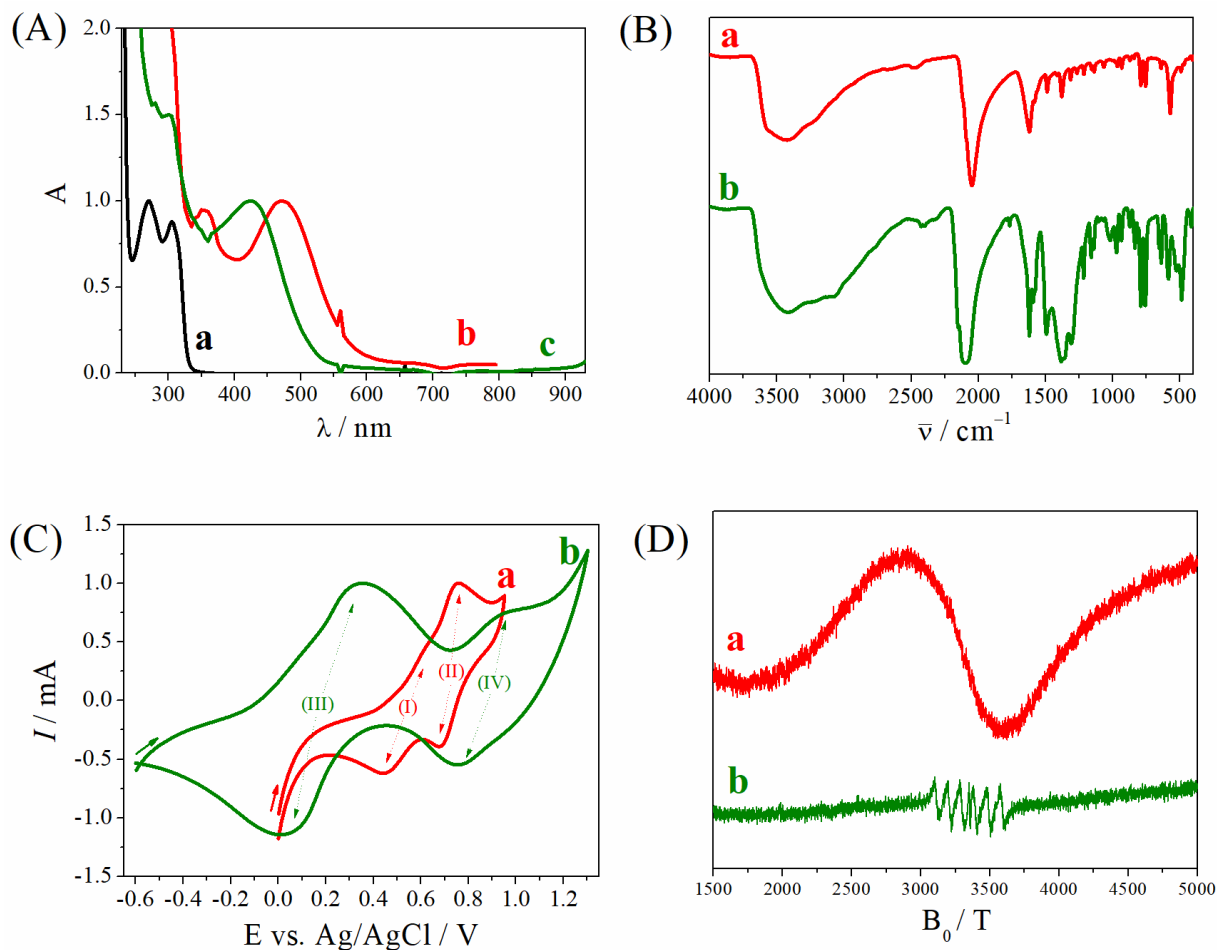 (A)
2.0
1.5
1.0
0.5
0.0
A
a
b
c
300 400 500 600 700 800 900
λ / nm
(B)
a
b
4000 3500 3000 2500 2000 1500 1000 500
ν̅ / cm⁻¹
(C)
1.5
1.0
0.5
0.0
-0.5
-1.0
-1.5
I / mA
b
a
(III)
(I)
(II)
(IV)
-0.6 -0.4 -0.2 0.0 0.2 0.4 0.6 0.8 1.0 1.2
E vs. Ag/AgCl / V
(D)
a
b
1500 2000 2500 3000 3500 4000 4500 5000
B₀ / T